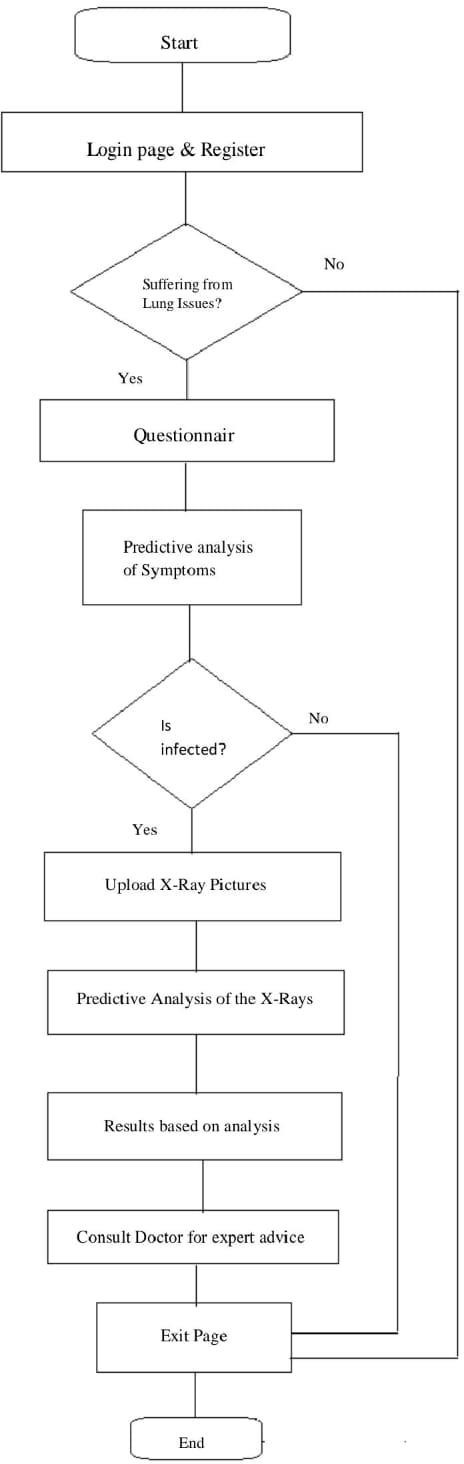 Start
Login page & Register
Suffering from
Lung Issues?
No
Yes
Questionnair
Predictive analysis
of Symptoms
Is
infected?
No
Yes
Upload X-Ray Pictures
Predictive Analysis of the X-Rays
Results based on analysis
Consult Doctor for expert advice
Exit Page
End